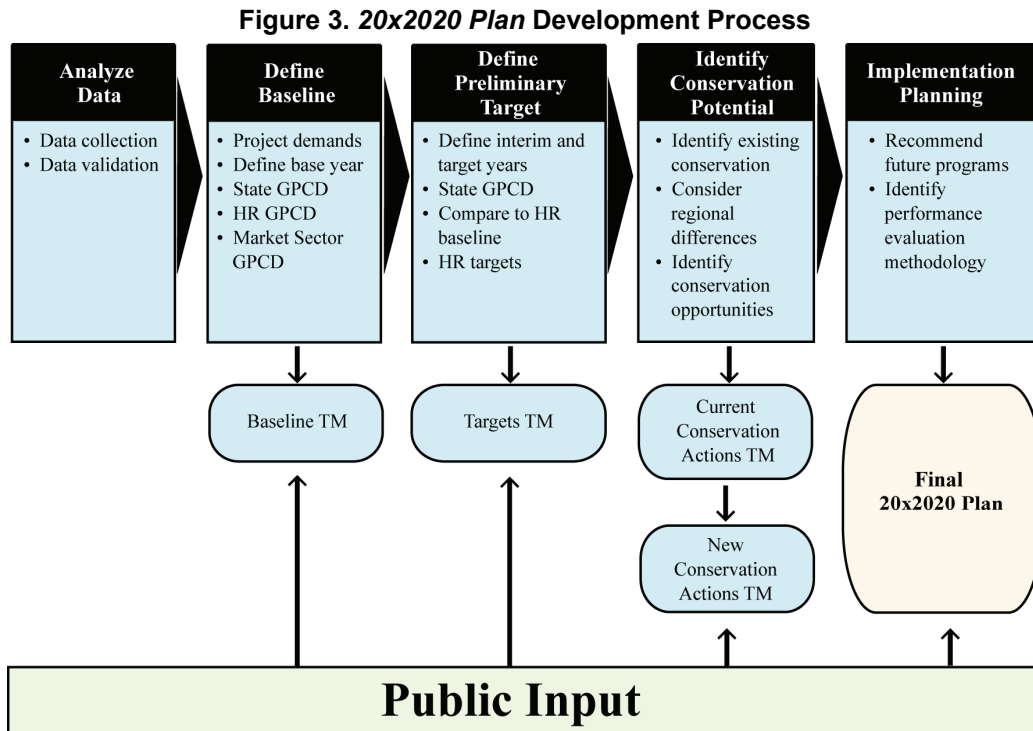 Figure 3. 20x2020 Plan Development Process
Analyze
Data
• Data collection
• Data validation
Define
Baseline
• Project demands
• Define base year
• State GPCD
• HR GPCD
• Market Sector
GPCD
Define
Preliminary
Target
• Define interim and
target years
• State GPCD
• Compare to HR
baseline
• HR targets
Identify
Conservation
Potential
• Identify existing
conservation
• Consider
regional
differences
• Identify
conservation
opportunities
Implementation
Planning
• Recommend
future programs
• Identify
performance
evaluation
methodology
Baseline TM
Targets TM
Current
Conservation
Actions TM
New
Conservation
Actions TM
Final
20x2020 Plan
Public Input